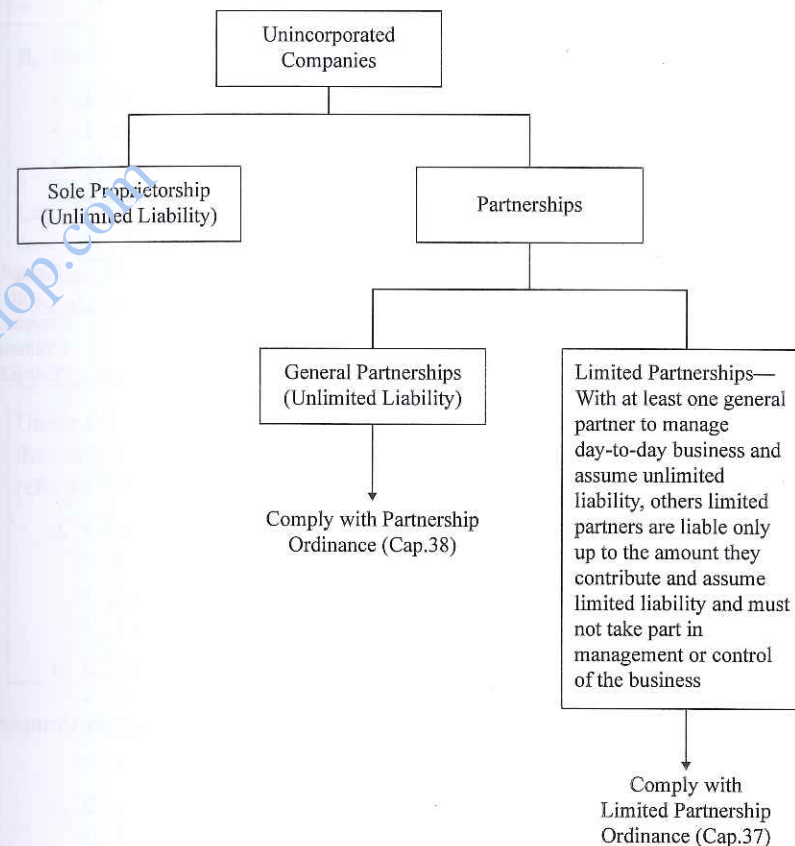 Unincorporated
Companies
Sole Proprietorship
(Unlimited Liability)
Partnerships
General Partnerships
(Unlimited Liability)
Comply with Partnership
Ordinance (Cap.38)
Limited Partnerships—
With at least one general
partner to manage
day-to-day business and
assume unlimited
liability, others limited
partners are liable only
up to the amount they
contribute and assume
limited liability and must
not take part in
management or control
of the business
Comply with
Limited Partnership
Ordinance (Cap.37)